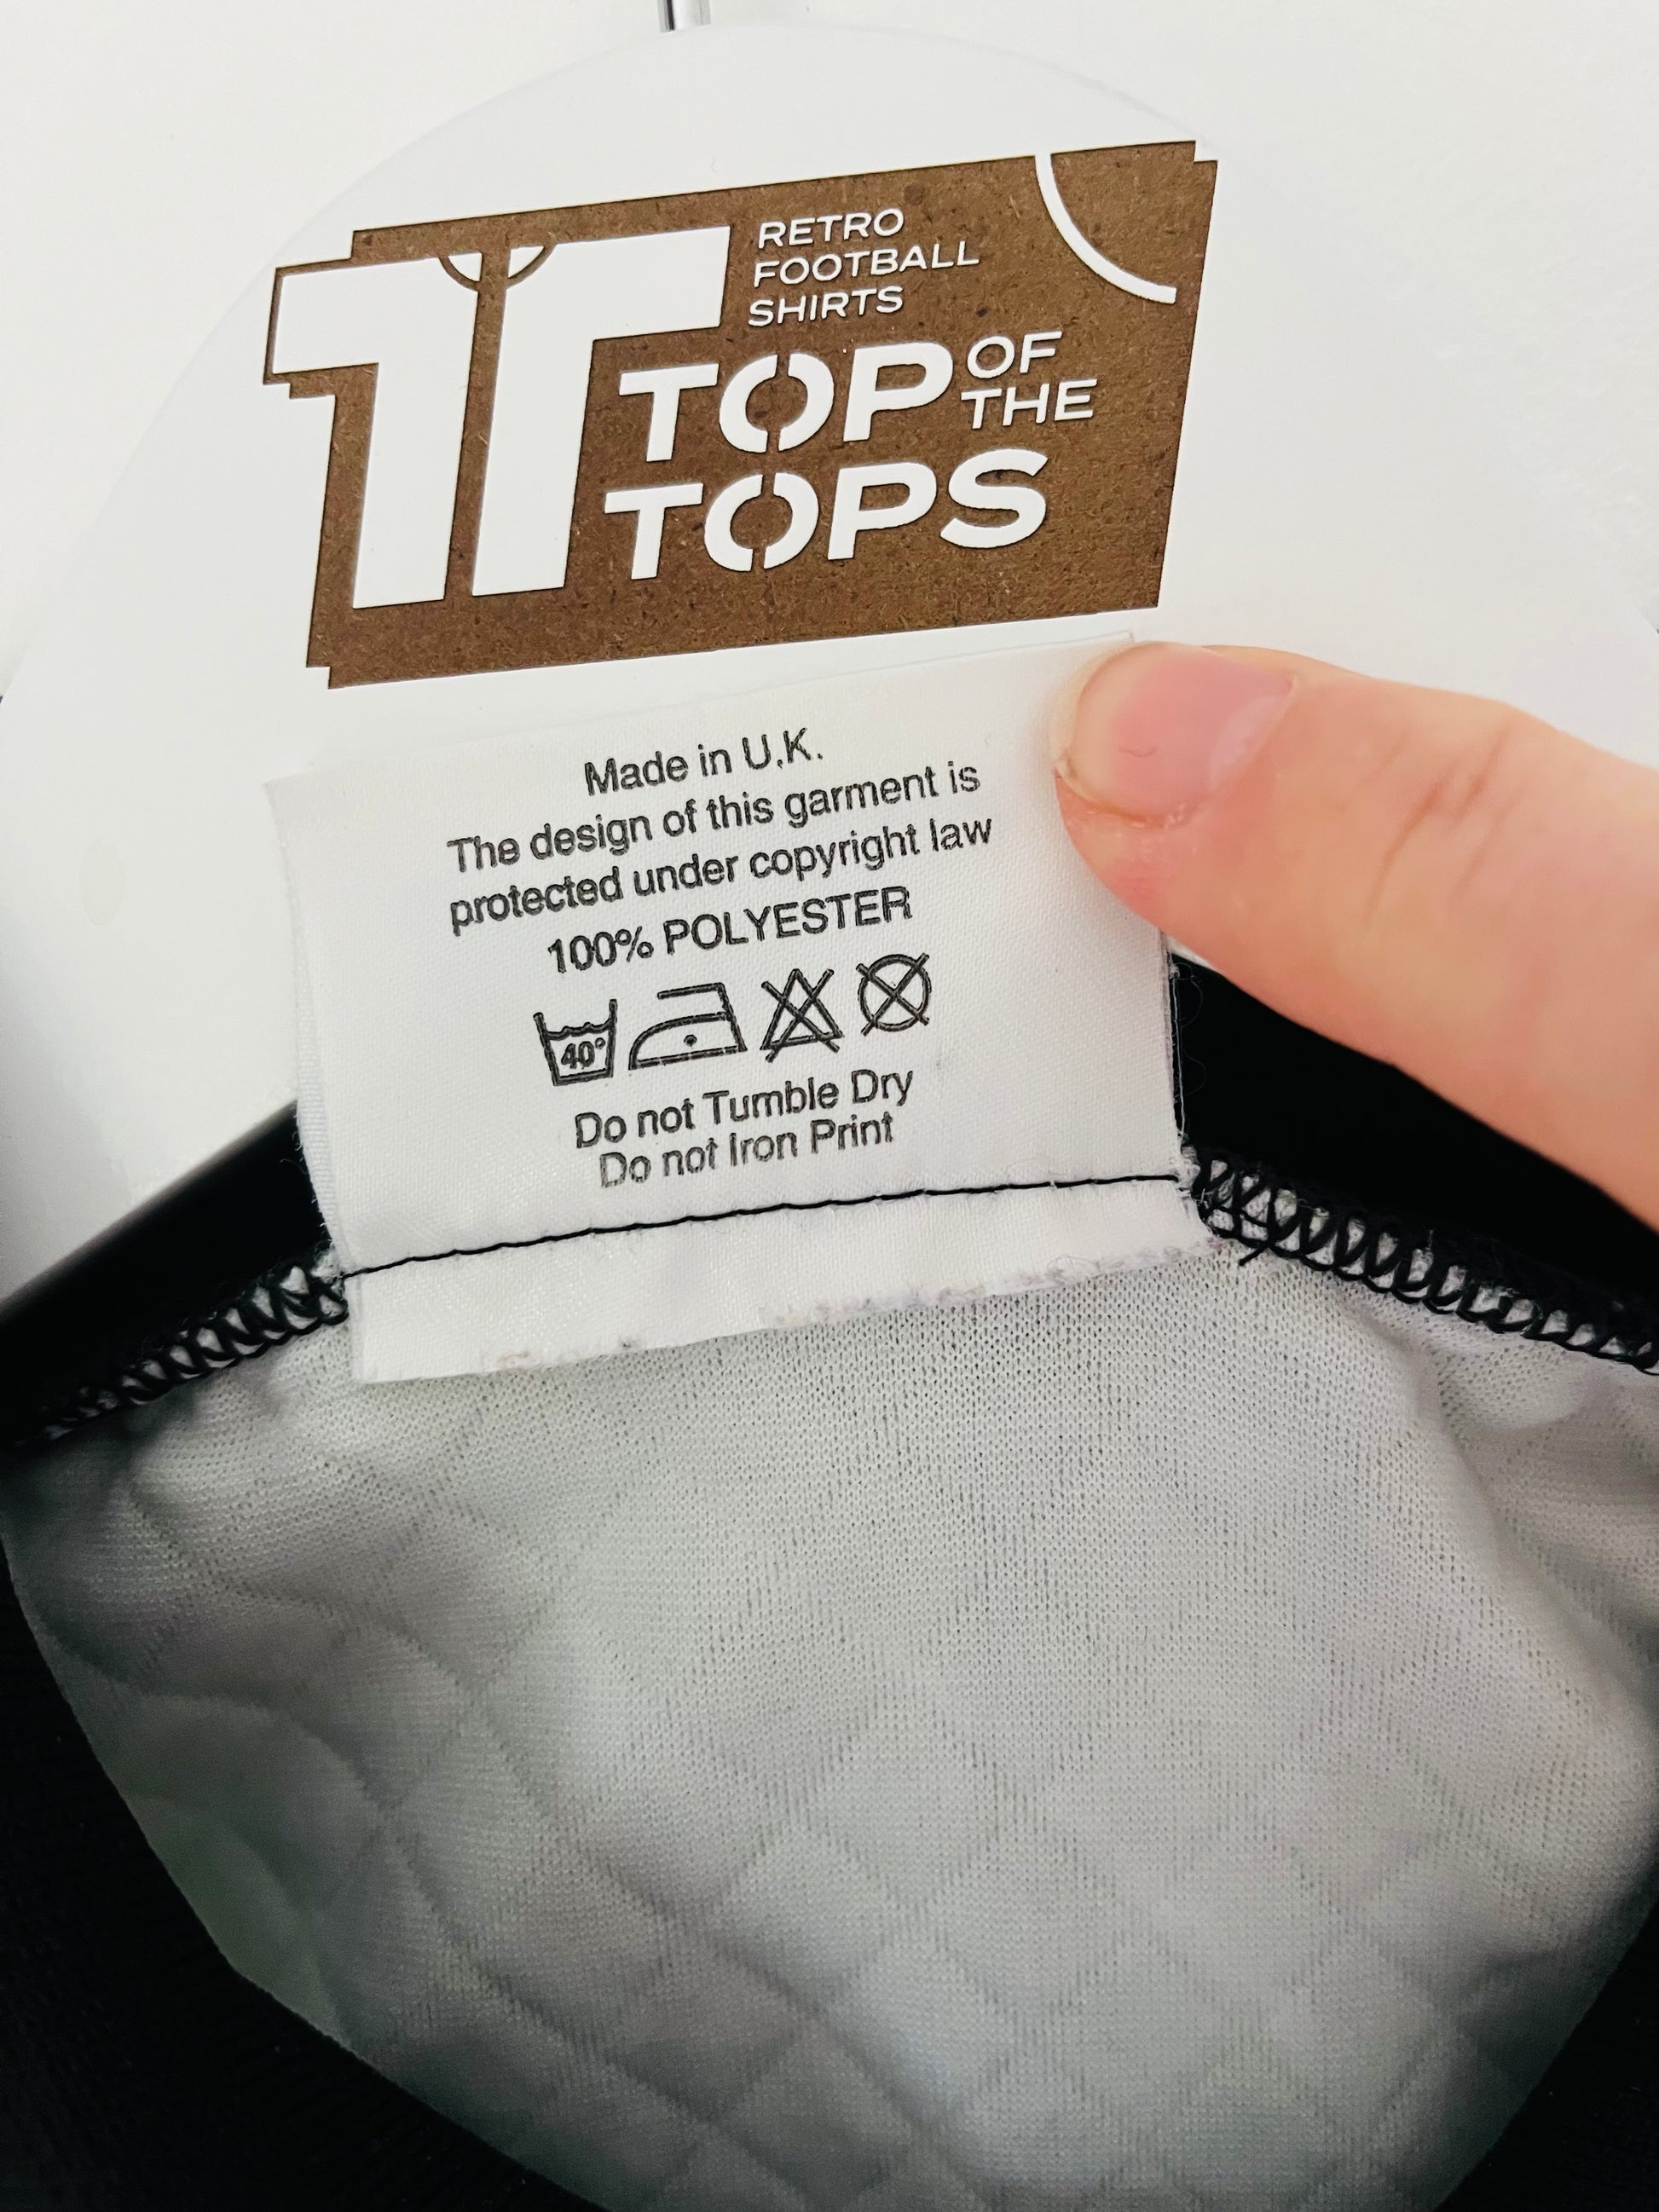 RETRO
FOOTBALL
SHIRTS
TOP OF THE
TOPS
Made in U.K.
The design of this garment is
protected under copyright law
100% POLYESTER
40°
Do not Tumble Dry
Do not Iron Print